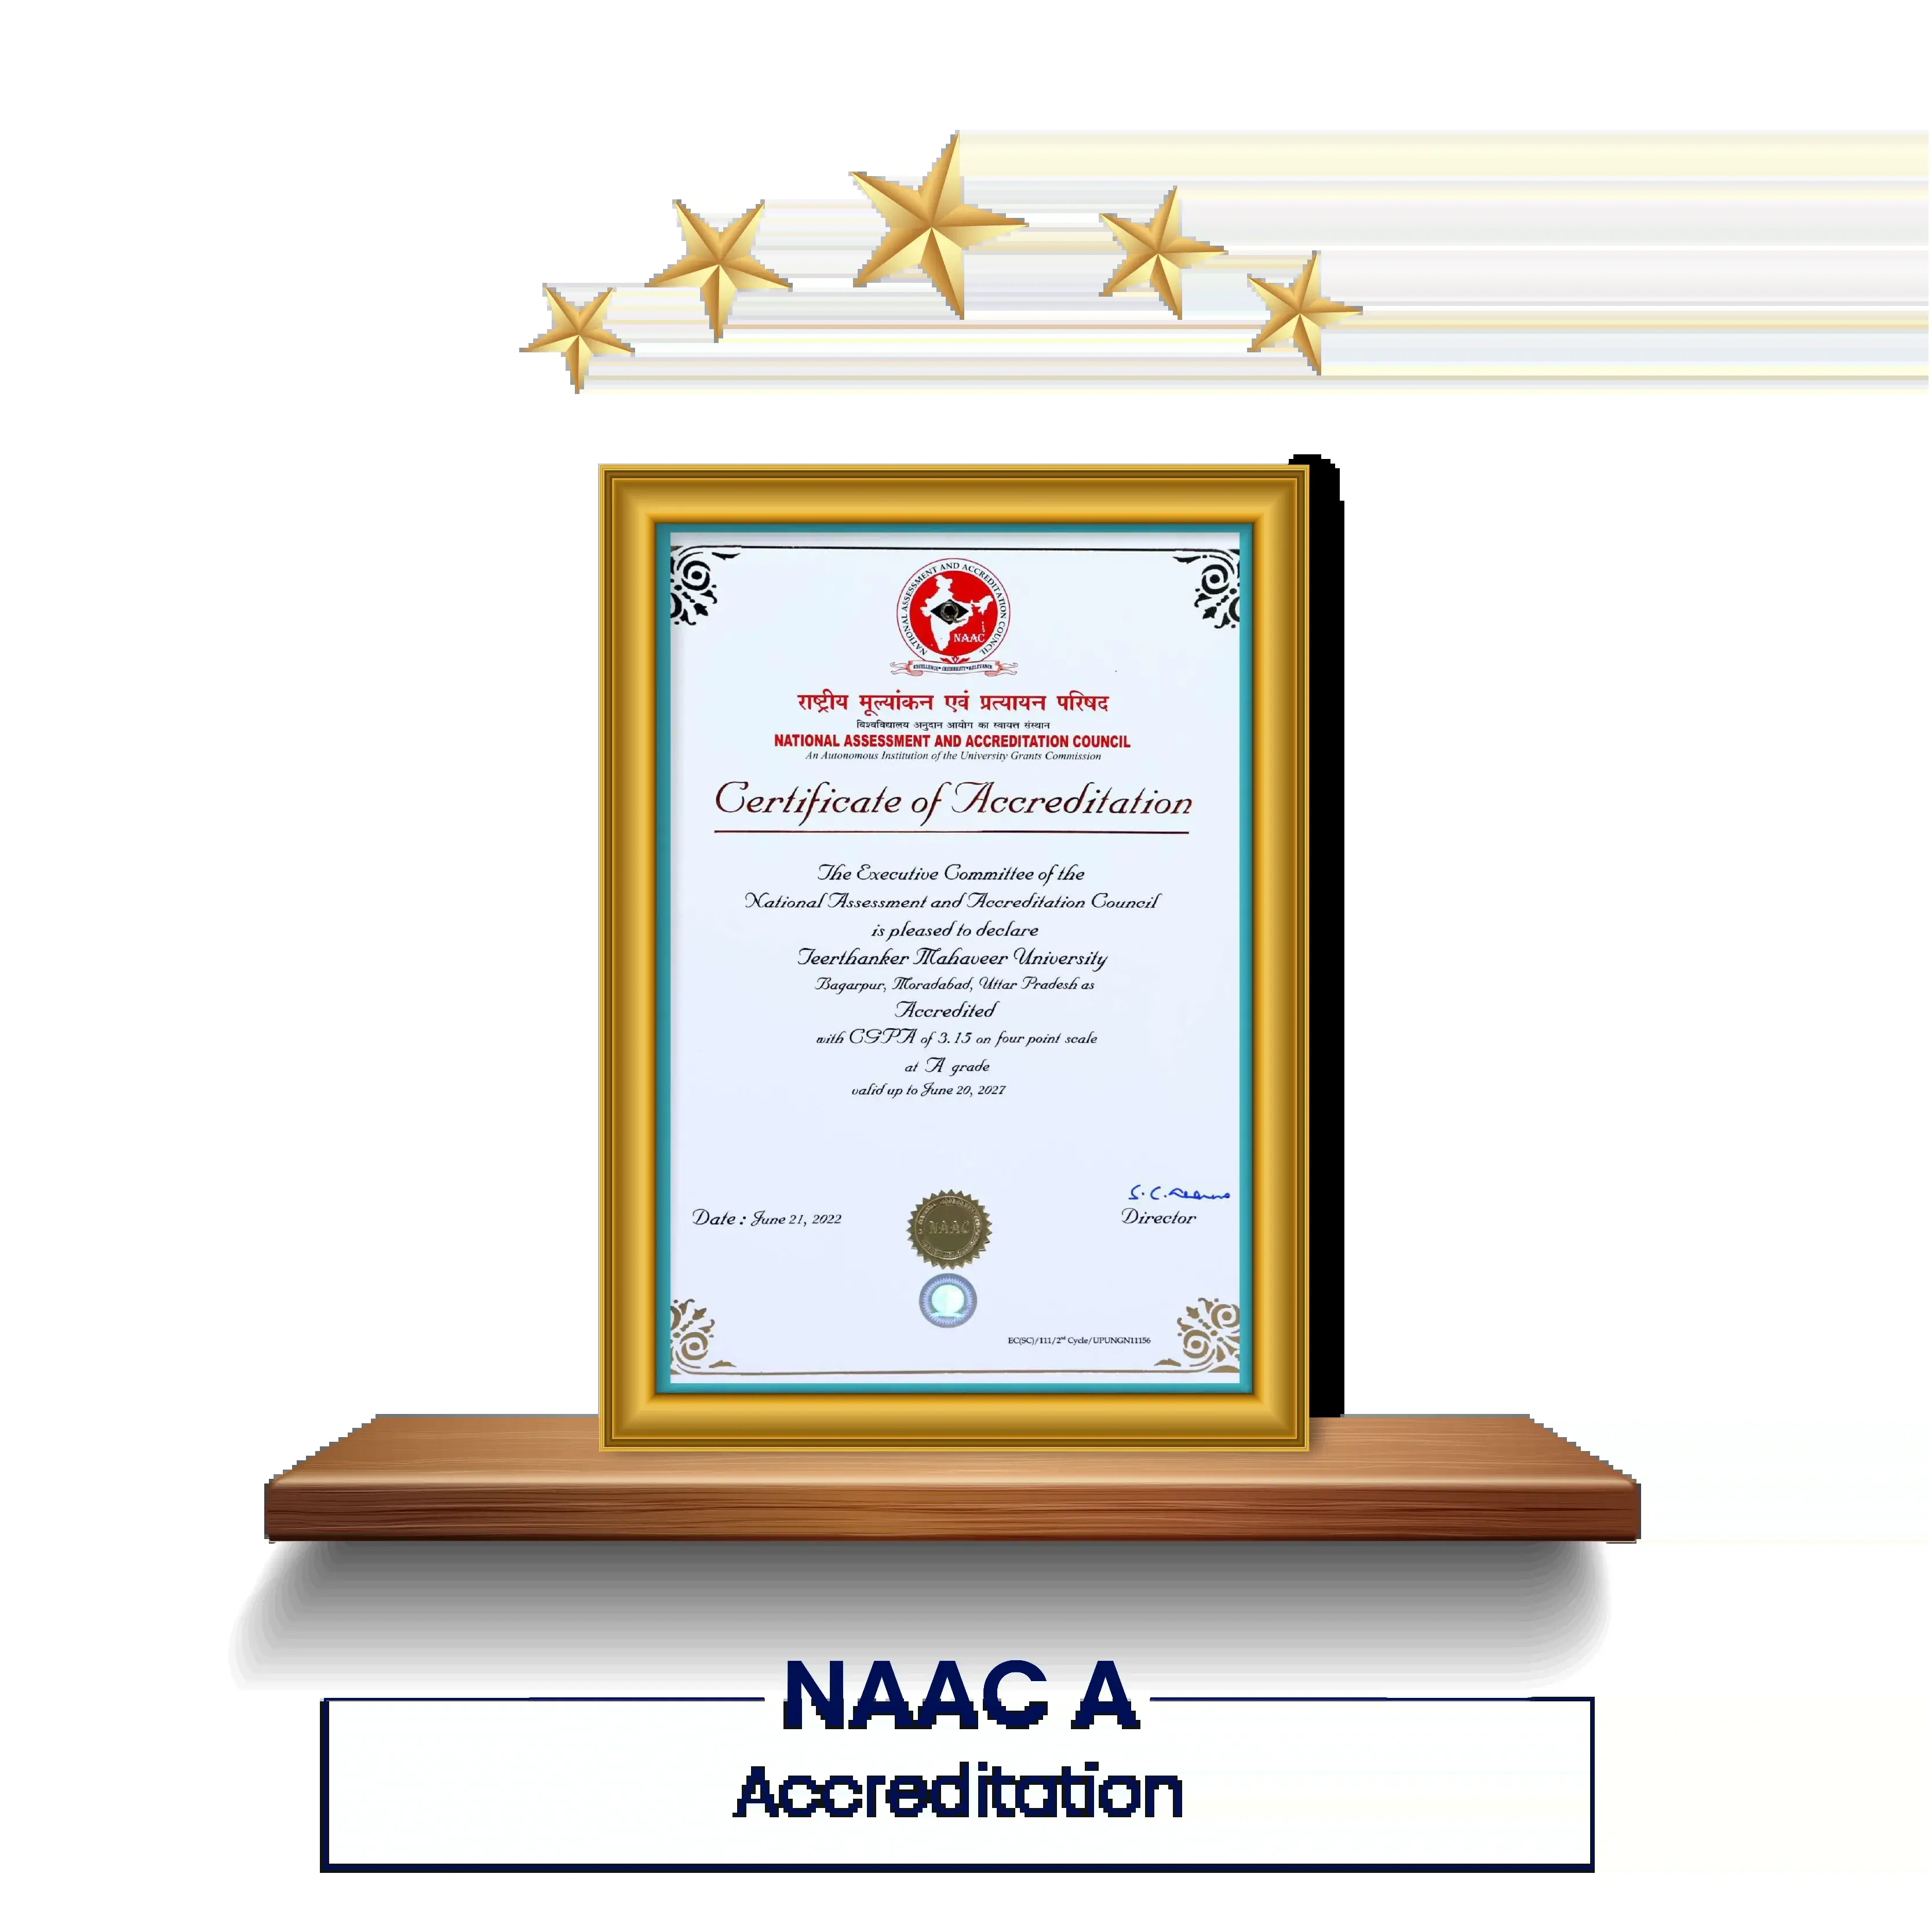 NATIONAL ASSESSMENT AND ACCREDITATION COUNCIL
NAAC
EXCELLENCE • CREDIBILITY • RELEVANCE
राष्ट्रीय मूल्यांकन एवं प्रत्यायन परिषद
विश्वविद्यालय अनुदान आयोग का स्वायत्त संस्थान
NATIONAL ASSESSMENT AND ACCREDITATION COUNCIL
An Autonomous Institution of the University Grants Commission
Certificate of Accreditation
The Executive Committee of the
National Assessment and Accreditation Council
is pleased to declare
Teerthanker Mahaveer University
Bagarpur, Moradabad, Uttar Pradesh as
Accredited
with CGPA of 3.15 on four point scale
at A grade
valid up to June 20, 2027
Date : June 21, 2022
NAAC
S. C.
Director
EC(SC)/111/2nd Cycle/UPUNGN11156
NAAC A
Accreditation